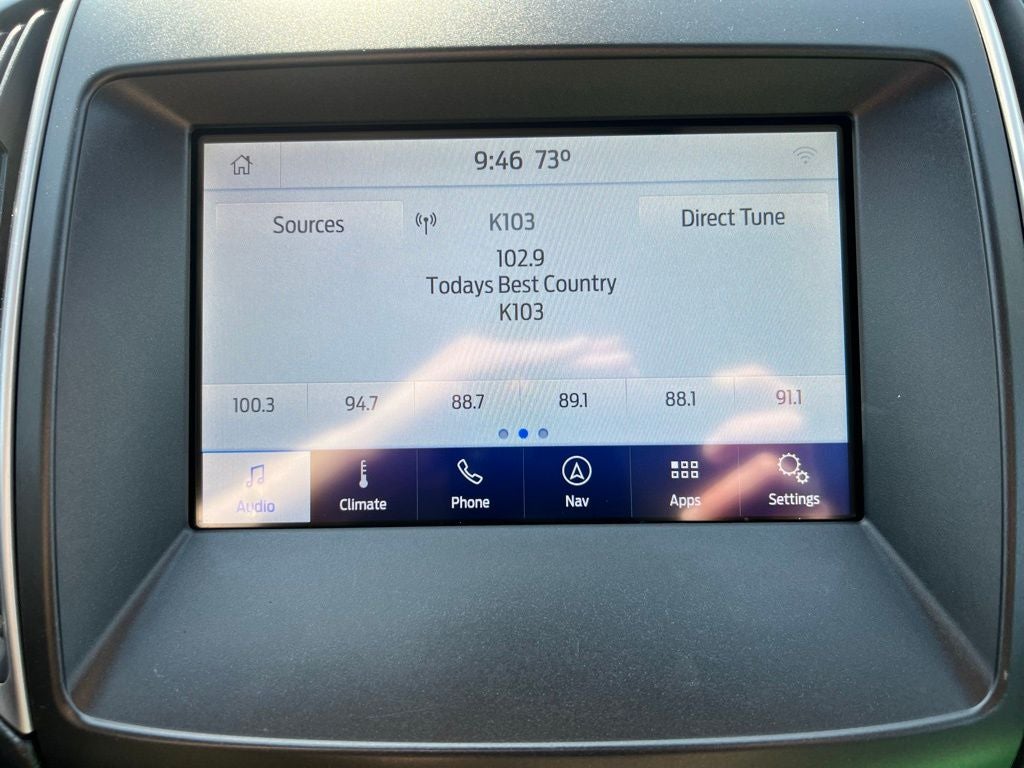 9:46 73º
Sources K103 Direct Tune
102.9
Todays Best Country
K103
100.3 94.7 88.7 89.1 88.1 91.1
Audio Climate Phone Nav Apps Settings